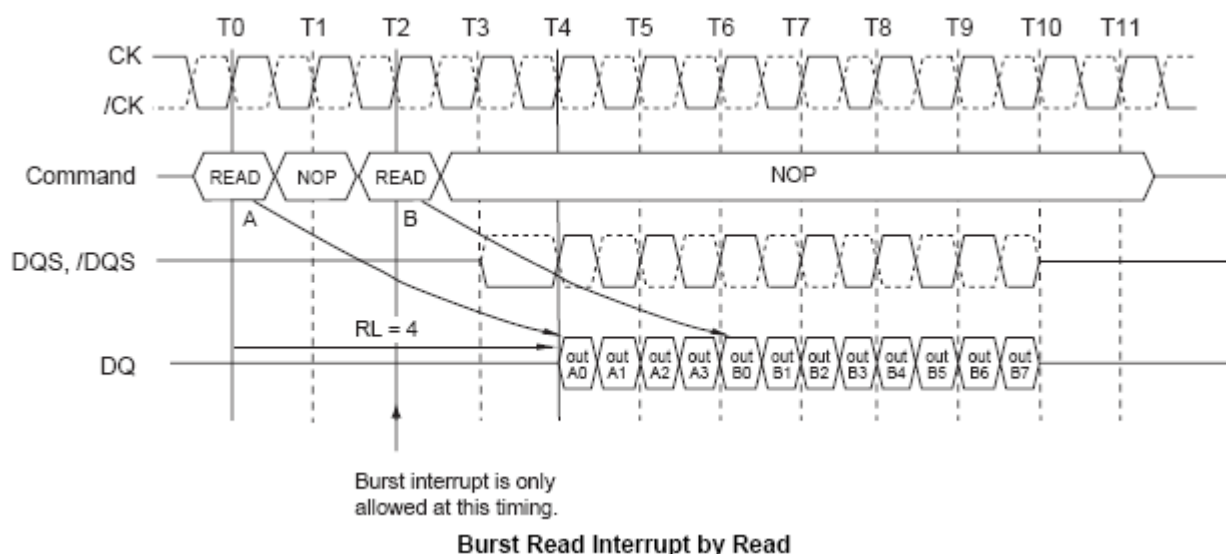 T0 T1 T2 T3 T4 T5 T6 T7 T8 T9 T10 T11
CK
/CK
Command READ NOP READ NOP
A B
DQS, /DQS
RL = 4
DQ out A0 out A1 out A2 out A3 out B0 out B1 out B2 out B3 out B4 out B5 out B6 out B7
Burst interrupt is only
allowed at this timing.
Burst Read Interrupt by Read